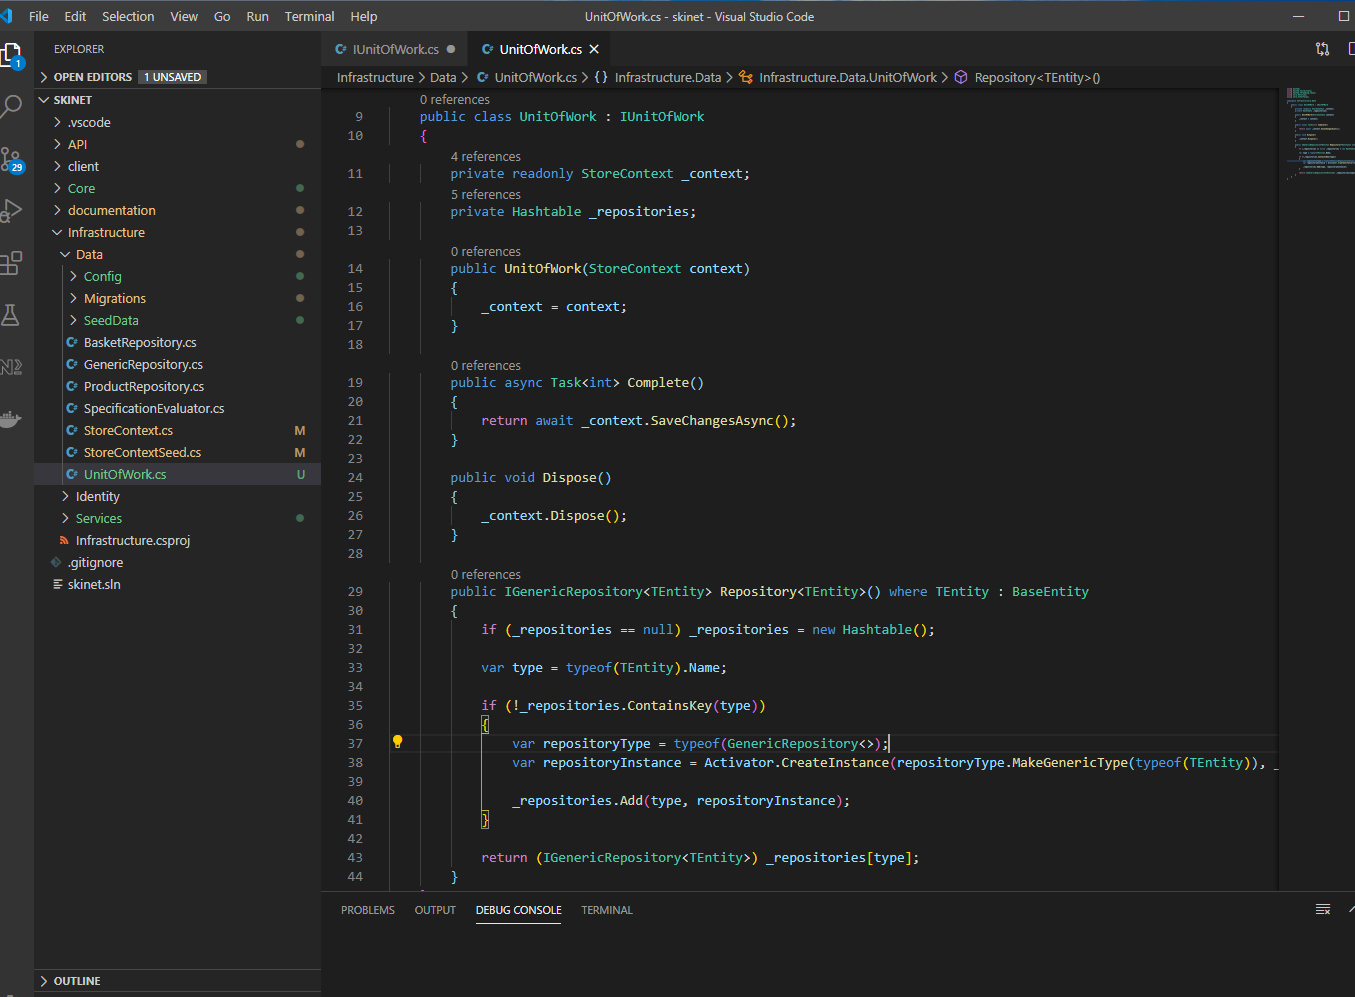 File Edit Selection View Go Run Terminal Help
UnitOfWork.cs - skinet - Visual Studio Code
EXPLORER
OPEN EDITORS 1 UNSAVED
SKINET
.vscode
API
client
Core
documentation
Infrastructure
Data
Config
Migrations
SeedData
BasketRepository.cs
GenericRepository.cs
ProductRepository.cs
SpecificationEvaluator.cs
StoreContext.cs M
StoreContextSeed.cs M
UnitOfWork.cs U
Identity
Services
Infrastructure.csproj
.gitignore
skinet.sln
OUTLINE
1
29
IUnitOfWork.cs
UnitOfWork.cs
Infrastructure > Data > UnitOfWork.cs > {} Infrastructure.Data > Infrastructure.Data.UnitOfWork > Repository<TEntity>()
0 references
9 public class UnitOfWork : IUnitOfWork
10 {
4 references
11 private readonly StoreContext _context;
5 references
12 private Hashtable _repositories;
13
0 references
14 public UnitOfWork(StoreContext context)
15 {
16 _context = context;
17 }
18
0 references
19 public async Task<int> Complete()
20 {
21 return await _context.SaveChangesAsync();
22 }
23
24 public void Dispose()
25 {
26 _context.Dispose();
27 }
28
0 references
29 public IGenericRepository<TEntity> Repository<TEntity>() where TEntity : BaseEntity
30 {
31 if (_repositories == null) _repositories = new Hashtable();
32
33 var type = typeof(TEntity).Name;
34
35 if (!_repositories.ContainsKey(type))
36 {
37 var repositoryType = typeof(GenericRepository<>);
38 var repositoryInstance = Activator.CreateInstance(repositoryType.MakeGenericType(typeof(TEntity)), _
39
40 _repositories.Add(type, repositoryInstance);
41 }
42
43 return (IGenericRepository<TEntity>) _repositories[type];
44 }
PROBLEMS OUTPUT DEBUG CONSOLE TERMINAL